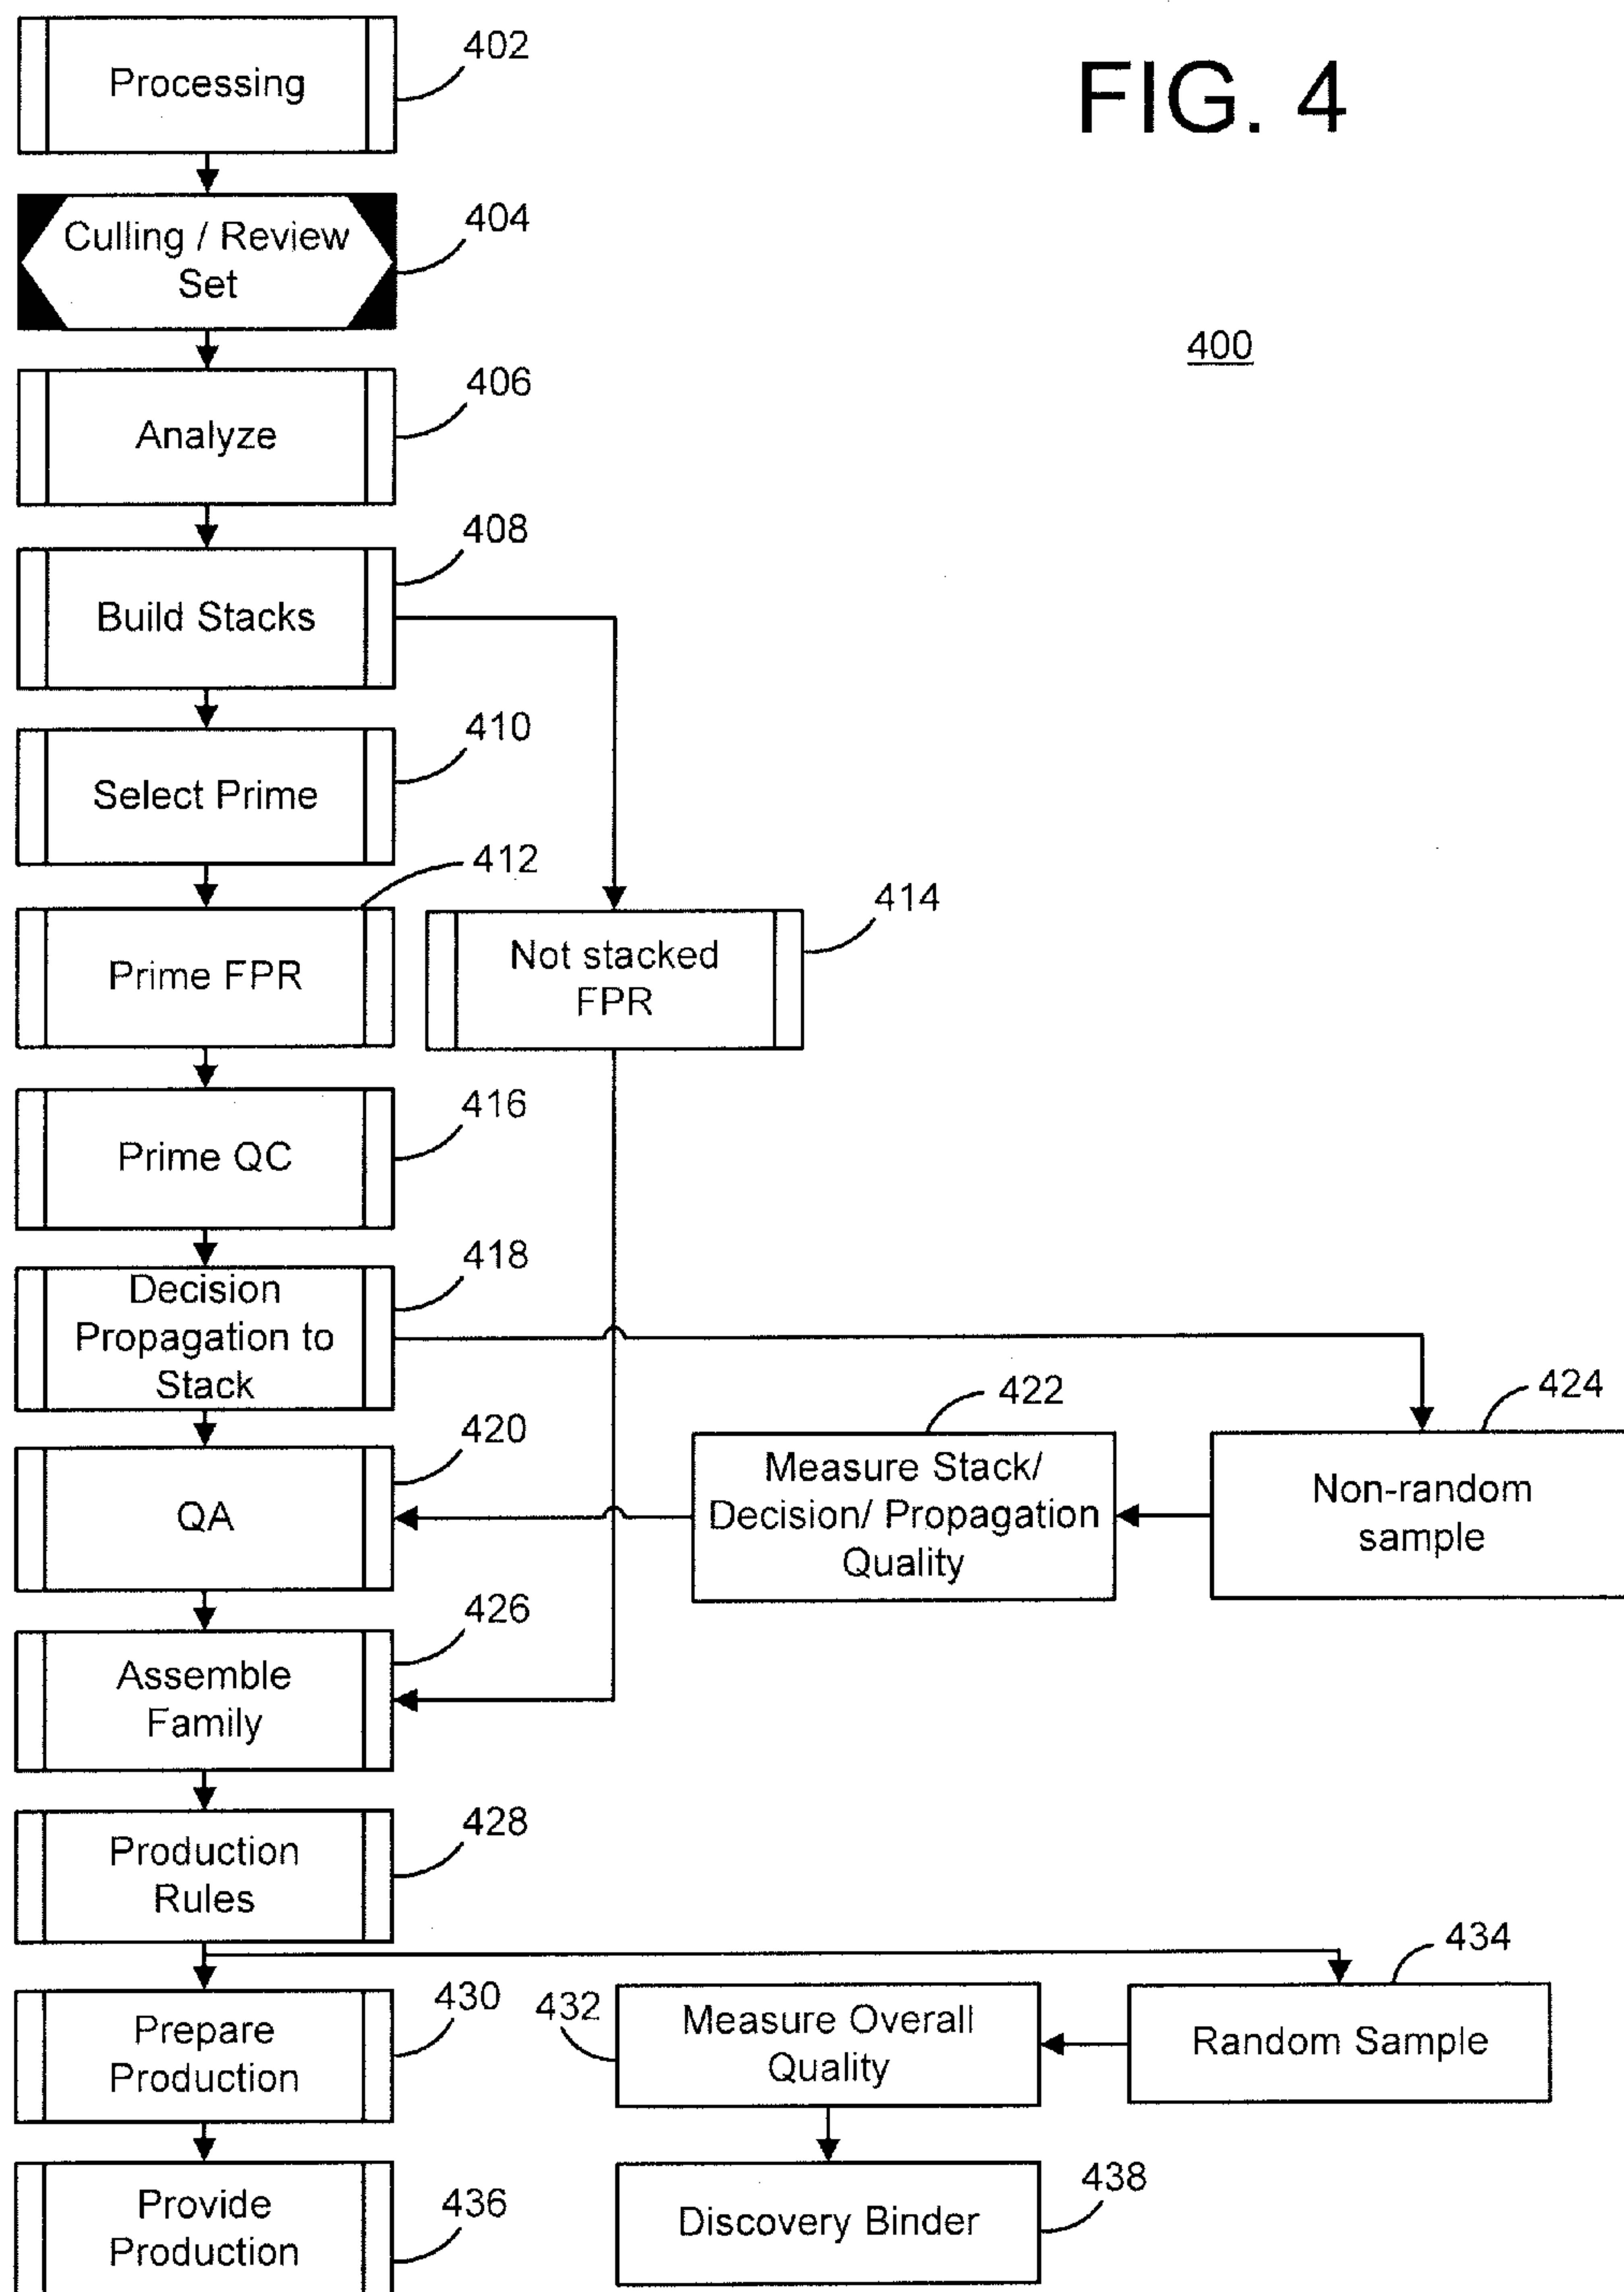 FIG. 4
400
Processing
402
Culling / Review
Set
404
Analyze
406
Build Stacks
408
Select Prime
410
Prime FPR
412
Not stacked
FPR
414
Prime QC
416
Decision
Propagation to
Stack
418
QA
420
Measure Stack/
Decision/ Propagation
Quality
422
Non-random
sample
424
Assemble
Family
426
Production
Rules
428
Prepare
Production
430
Measure Overall
Quality
432
Random Sample
434
Provide
Production
436
Discovery Binder
438